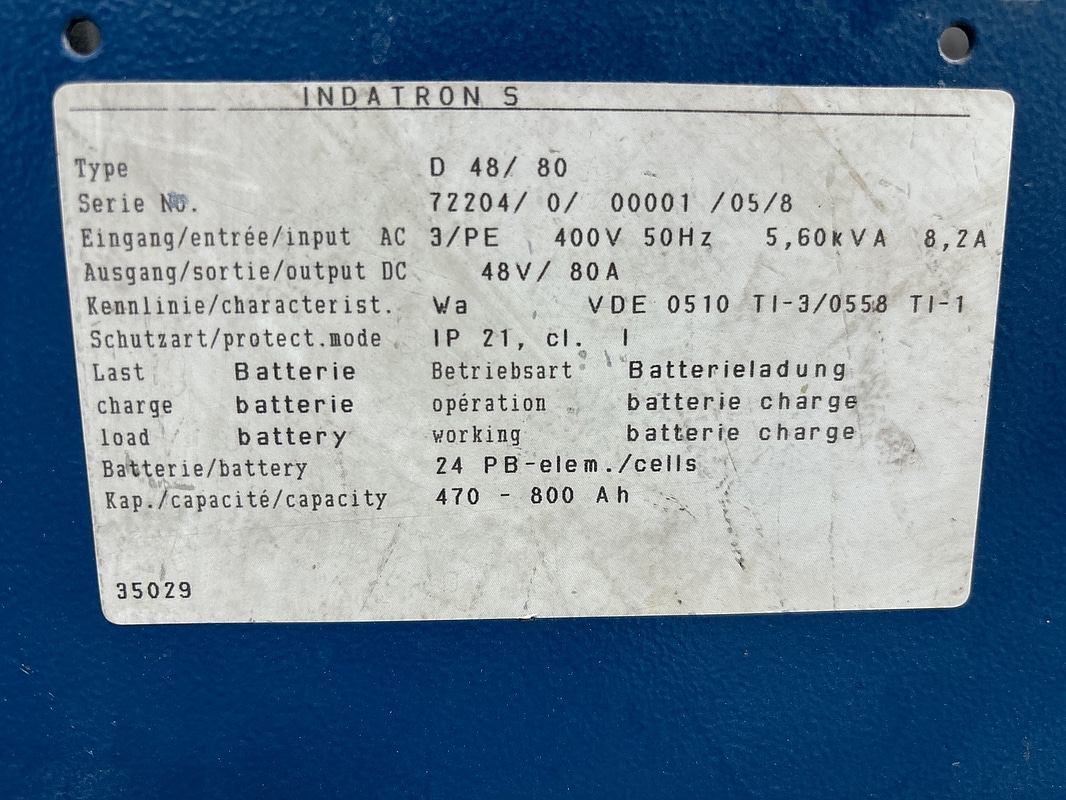 INDATRON S
Type D 48/ 80
Serie No. 72204/ 0/ 00001 /05/8
Eingang/entrée/input AC 3/PE 400V 50Hz 5,60kVA 8,2A
Ausgang/sortie/output DC 48V/ 80A
Kennlinie/characterist. Wa VDE 0510 TI-3/0558 TI-1
Schutzart/protect.mode IP 21, cl. I
Last Batterie Betriebsart Batterieladung
charge batterie opération batterie charge
load battery working batterie charge
Batterie/battery 24 PB-elem./cells
Kap./capacité/capacity 470 - 800 Ah
35029